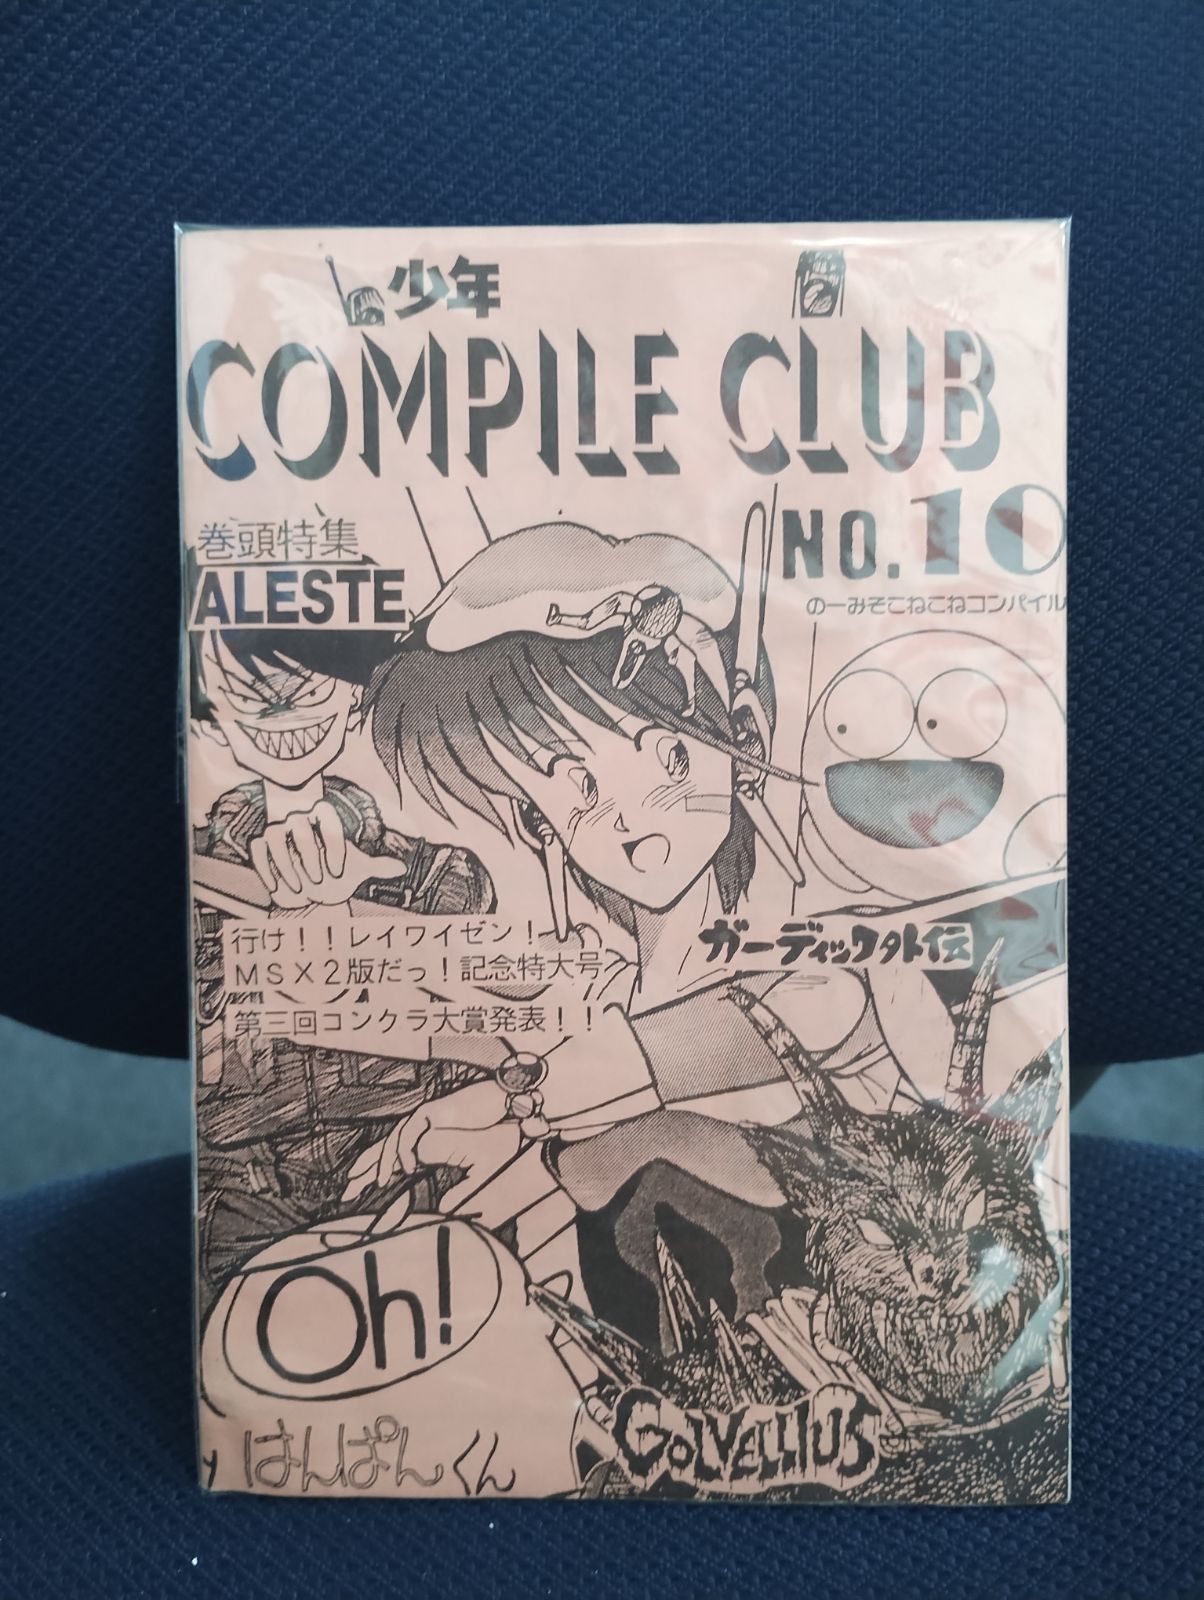 少年
COMPILE CLUB
NO.10
巻頭特集
ALESTE
のーみそこねこねコンパイル
行け！！レイワイゼン！
MSX2版だっ！記念特大号
第三回コンクラ大賞発表！！
ガーディック外伝
Oh!
はんぱんくん
GOLVELLIUS